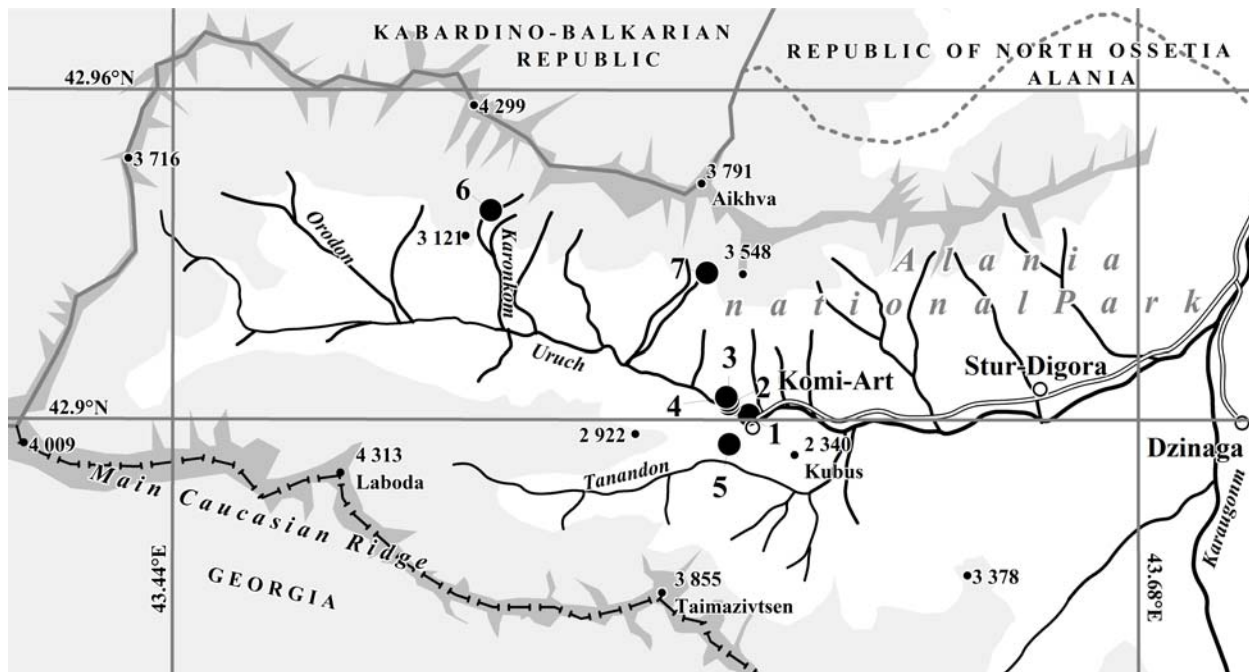 KABARDINO-BALKARIAN
REPUBLIC
REPUBLIC OF NORTH OSSETIA
ALANIA
42.96°N
4 299
3 716
3 791
Aikhva
6
3 121
Orodon
Karonkom
7
3 548
Alania
national Park
Uruch
3
2
Komi-Art
Stur-Digora
4
42.9°N
1
2 922
2 340
Kubus
Dzinaga
4 009
4 313
Laboda
Tanandon
5
Main Caucasian Ridge
43.44°E
GEORGIA
3 855
Taimazivtsen
3 378
43.68°E
Karaugonm